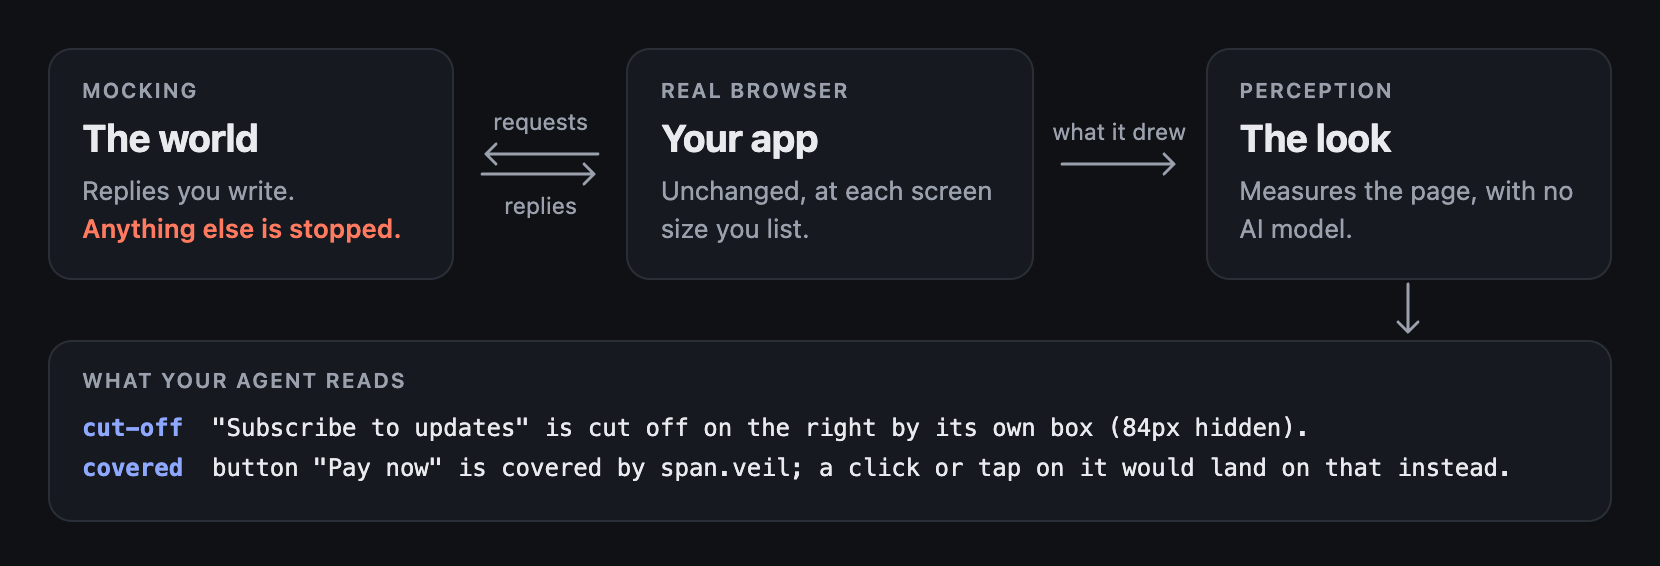 MOCKING
The world
Replies you write.
Anything else is stopped.
requests
replies
REAL BROWSER
Your app
Unchanged, at each screen
size you list.
what it drew
PERCEPTION
The look
Measures the page, with no
AI model.
WHAT YOUR AGENT READS
cut-off "Subscribe to updates" is cut off on the right by its own box (84px hidden).
covered button "Pay now" is covered by span.veil; a click or tap on it would land on that instead.